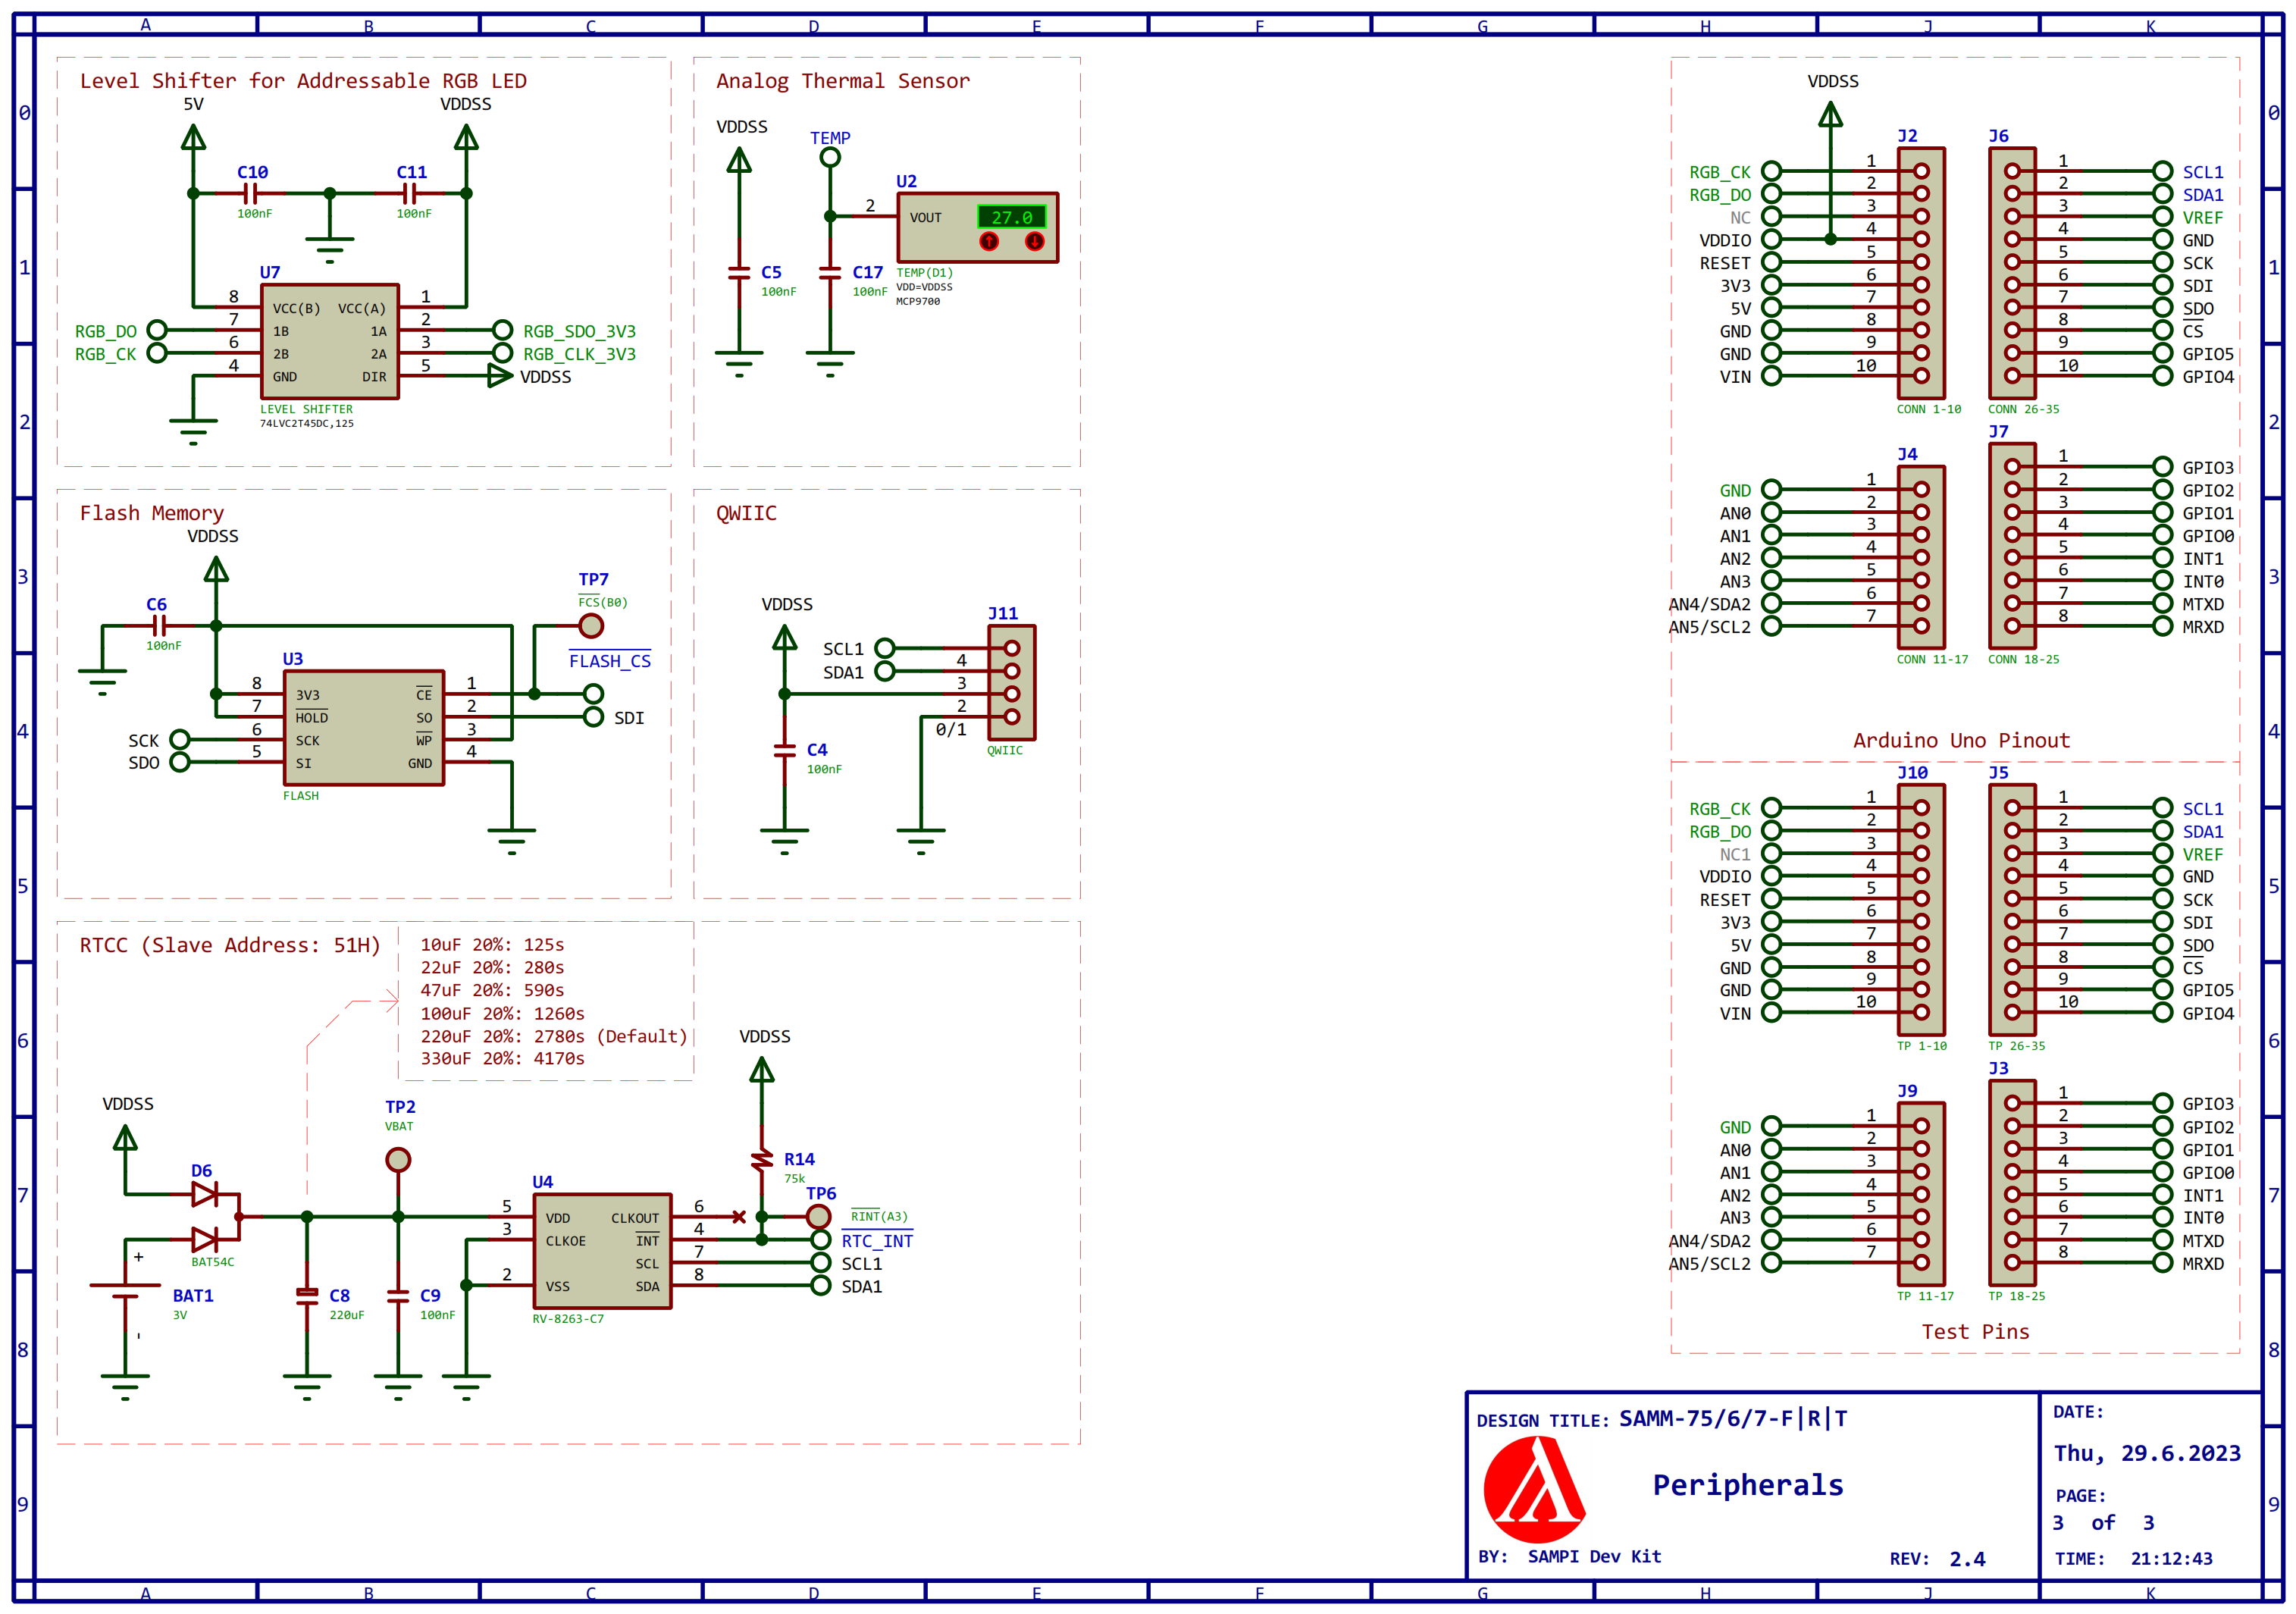 A B C D E F G H J K
0
1
2
3
4
5
6
7
8
9
Level Shifter for Addressable RGB LED
5V
VDDSS
C10
100nF
C11
100nF
U7
8 VCC(B) VCC(A) 1
RGB_DO 7 1B 1A 2 RGB_SDO_3V3
RGB_CK 6 2B 2A 3 RGB_CLK_3V3
4 GND DIR 5 VDDSS
LEVEL SHIFTER
74LVC2T45DC,125
Analog Thermal Sensor
VDDSS
TEMP
U2
2 VOUT 27.0
C5
100nF
C17
100nF
TEMP(D1)
VDD=VDDSS
MCP9700
Flash Memory
VDDSS
C6
100nF
TP7
FCS(B0)
FLASH_CS
U3
8 3V3 CE 1
7 HOLD SO 2 SDI
SCK 6 SCK WP 3
SDO 5 SI GND 4
FLASH
QWIIC
VDDSS
J11
SCL1
SDA1 4
3
2
0/1
QWIIC
C4
100nF
RTCC (Slave Address: 51H)
10uF 20%: 125s
22uF 20%: 280s
47uF 20%: 590s
100uF 20%: 1260s
220uF 20%: 2780s (Default)
330uF 20%: 4170s
VDDSS
D6
BAT54C
+
BAT1
3V
-
TP2
VBAT
C8
220uF
C9
100nF
VDDSS
R14
75k
TP6
RINT(A3)
U4
5 VDD CLKOUT 6
3 CLKOE INT 4 RTC_INT
SCL 7 SCL1
2 VSS SDA 8 SDA1
RV-8263-C7
VDDSS
J2 J6
RGB_CK 1 1 SCL1
RGB_DO 2 2 SDA1
NC 3 3 VREF
VDDIO 4 4 GND
RESET 5 5 SCK
3V3 6 6 SDI
5V 7 7 SDO
GND 8 8 CS
GND 9 9 GPIO5
VIN 10 10 GPIO4
CONN 1-10 CONN 26-35
J4 J7
1 GPIO3
GND 1 2 GPIO2
AN0 2 3 GPIO1
AN1 3 4 GPIO0
AN2 4 5 INT1
AN3 5 6 INT0
AN4/SDA2 6 7 MTXD
AN5/SCL2 7 8 MRXD
CONN 11-17 CONN 18-25
Arduino Uno Pinout
J10 J5
RGB_CK 1 1 SCL1
RGB_DO 2 2 SDA1
NC1 3 3 VREF
VDDIO 4 4 GND
RESET 5 5 SCK
3V3 6 6 SDI
5V 7 7 SDO
GND 8 8 CS
GND 9 9 GPIO5
VIN 10 10 GPIO4
TP 1-10 TP 26-35
J9 J3
1 GPIO3
GND 1 2 GPIO2
AN0 2 3 GPIO1
AN1 3 4 GPIO0
AN2 4 5 INT1
AN3 5 6 INT0
AN4/SDA2 6 7 MTXD
AN5/SCL2 7 8 MRXD
TP 11-17 TP 18-25
Test Pins
DESIGN TITLE: SAMM-75/6/7-F|R|T
Peripherals
BY: SAMPI Dev Kit
REV: 2.4
DATE:
Thu, 29.6.2023
PAGE:
3 of 3
TIME: 21:12:43
0
1
2
3
4
5
6
7
8
9
A B C D E F G H J K